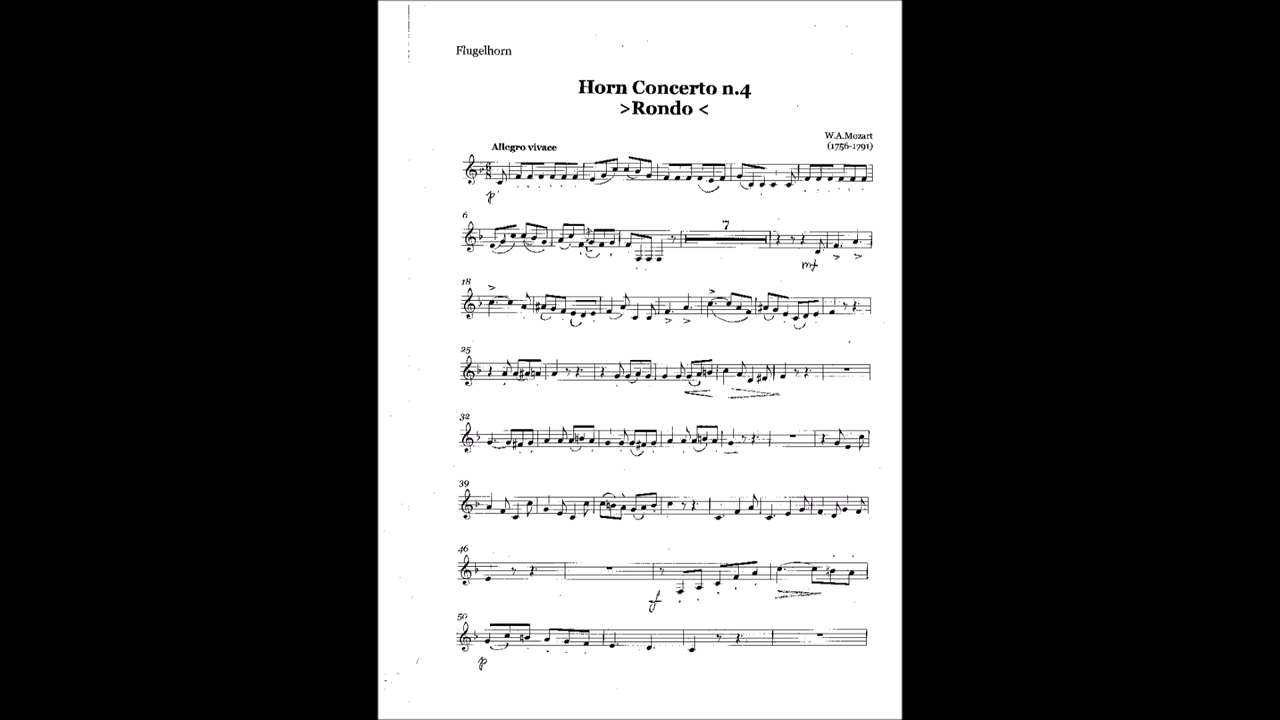 Flugelhorn
Horn Concerto n.4
>Rondo <
W.A.Mozart
(1756-1791)
Allegro vivace
p
6
7
mf
18
25
32
39
46
f
50
p